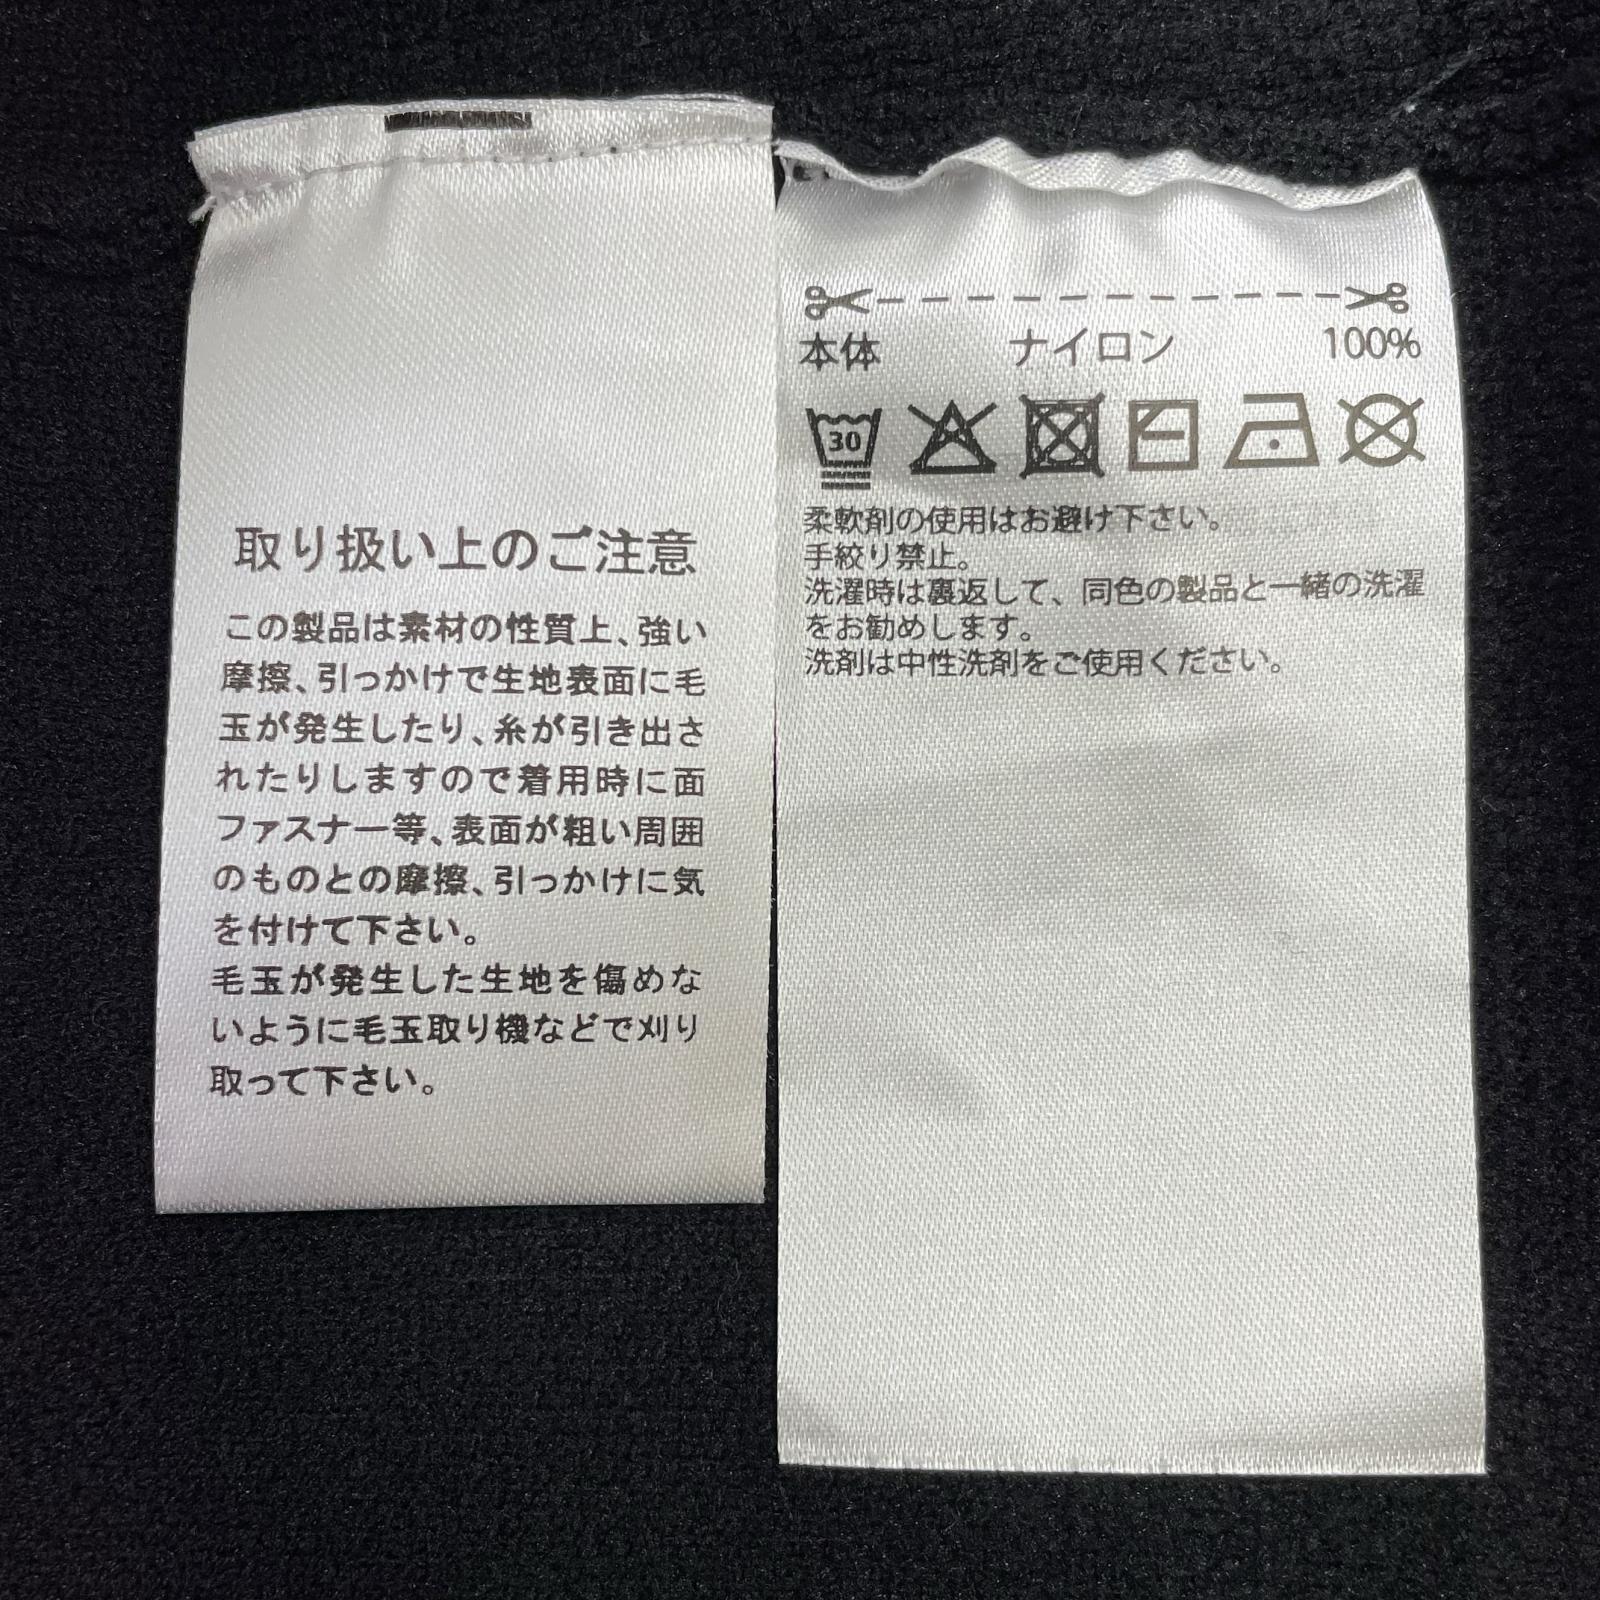 取り扱い上のご注意
この製品は素材の性質上、強い
摩擦、引っかけで生地表面に毛
玉が発生したり、糸が引き出さ
れたりしますので着用時に面
ファスナー等、表面が粗い周囲
のものとの摩擦、引っかけに気
を付けて下さい。
毛玉が発生した生地を傷めな
いように毛玉取り機などで刈り
取って下さい。
本体 ナイロン 100%
30
柔軟剤の使用はお避け下さい。
手絞り禁止。
洗濯時は裏返して、同色の製品と一緒の洗濯
をお勧めします。
洗剤は中性洗剤をご使用ください。